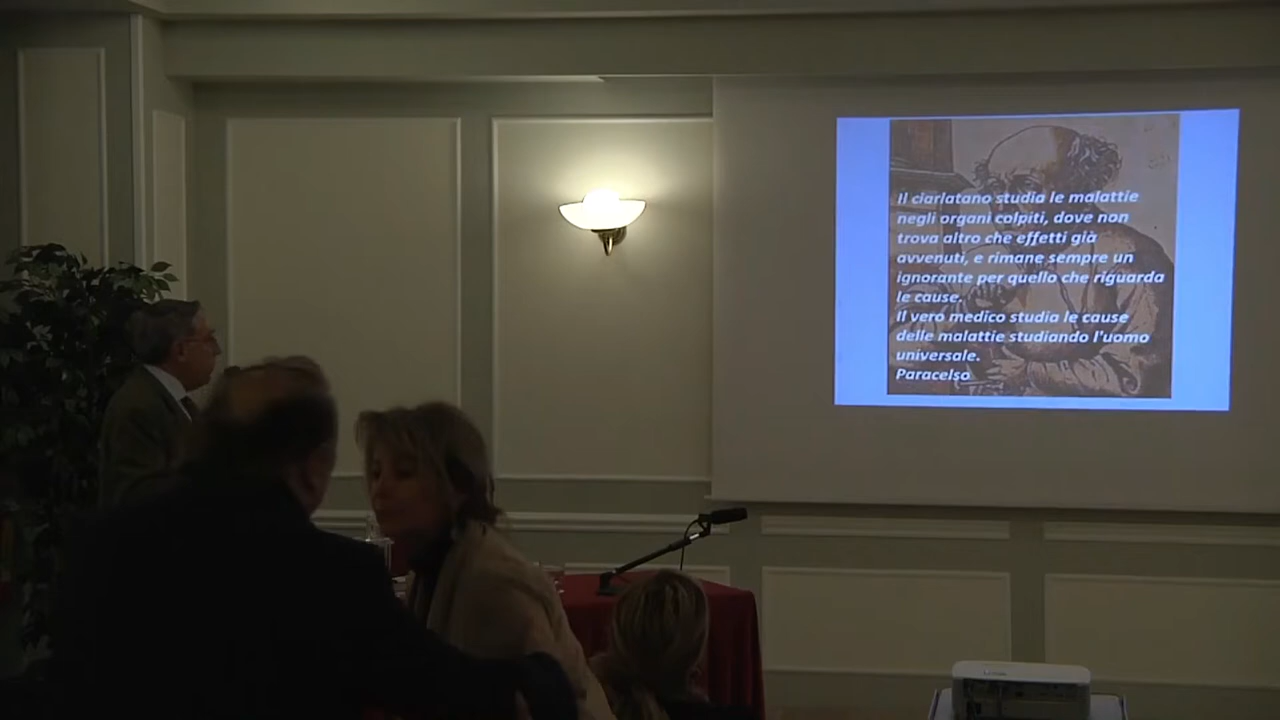 Il ciarlatano studia le malattie
negli organi colpiti, dove non
trova altro che effetti già
avvenuti, e rimane sempre un
ignorante per quello che riguarda
le cause.
Il vero medico studia le cause
delle malattie studiando l'uomo
universale.
Paracelso